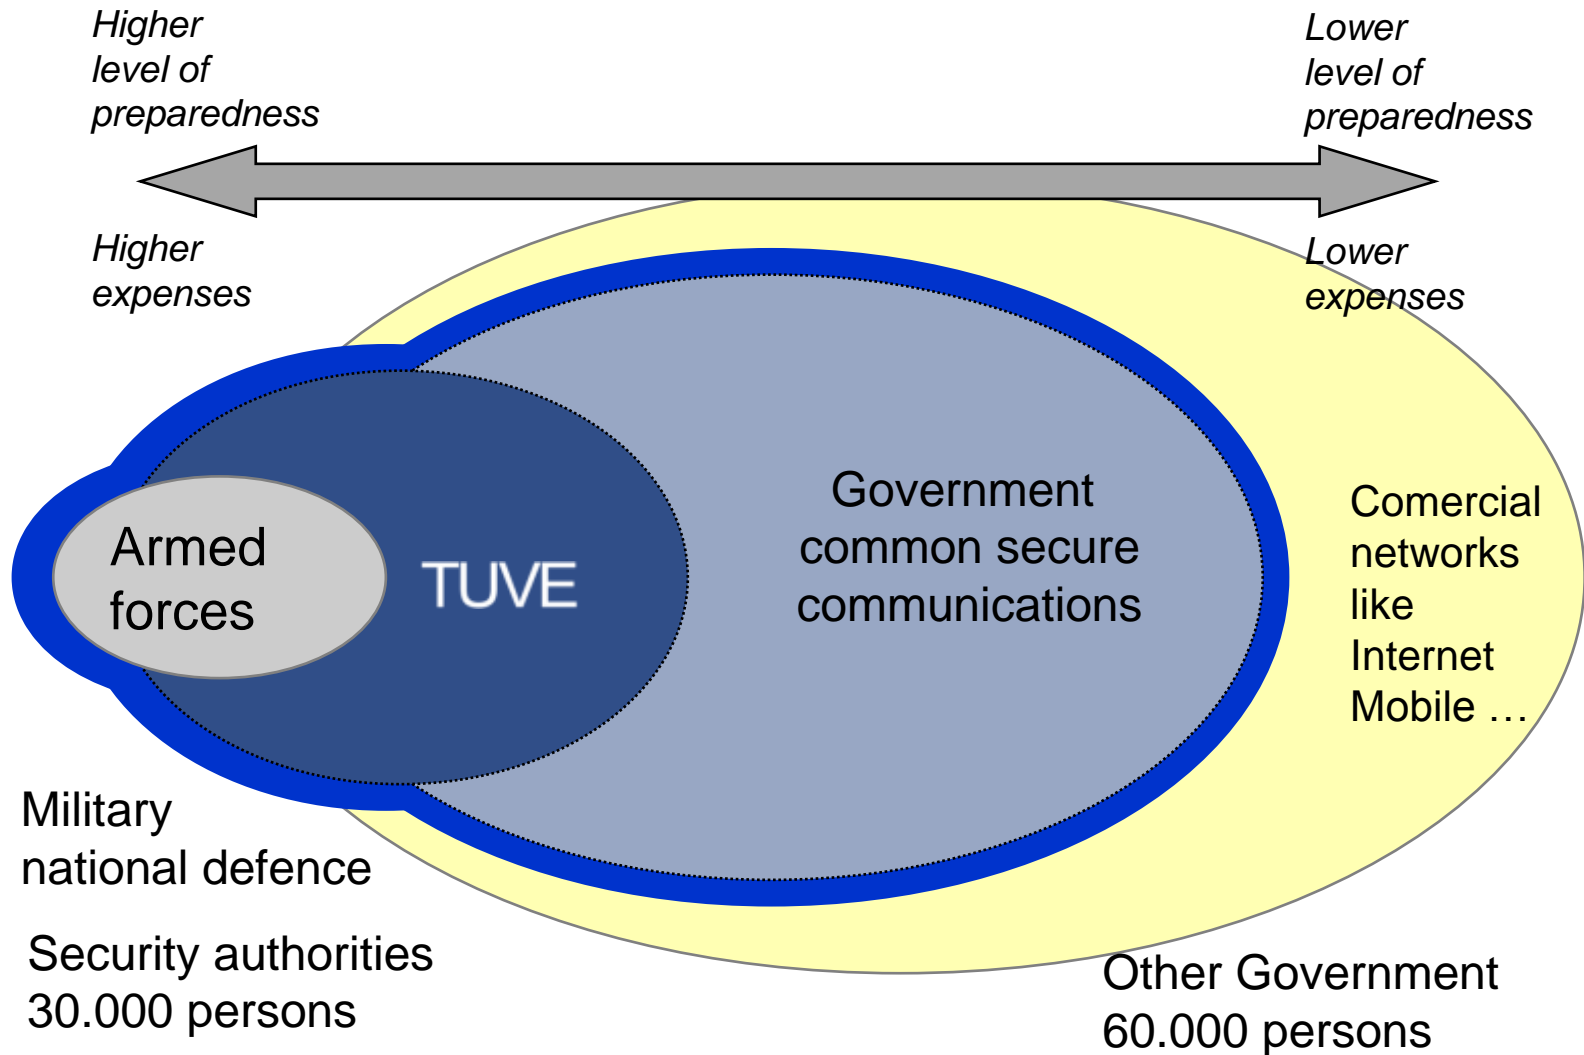 Higher
level of
preparedness
Lower
level of
preparedness
Higher
expenses
Lower
expenses
Armed
forces
TUVE
Government
common secure
communications
Comercial
networks
like
Internet
Mobile …
Military
national defence
Security authorities
30.000 persons
Other Government
60.000 persons